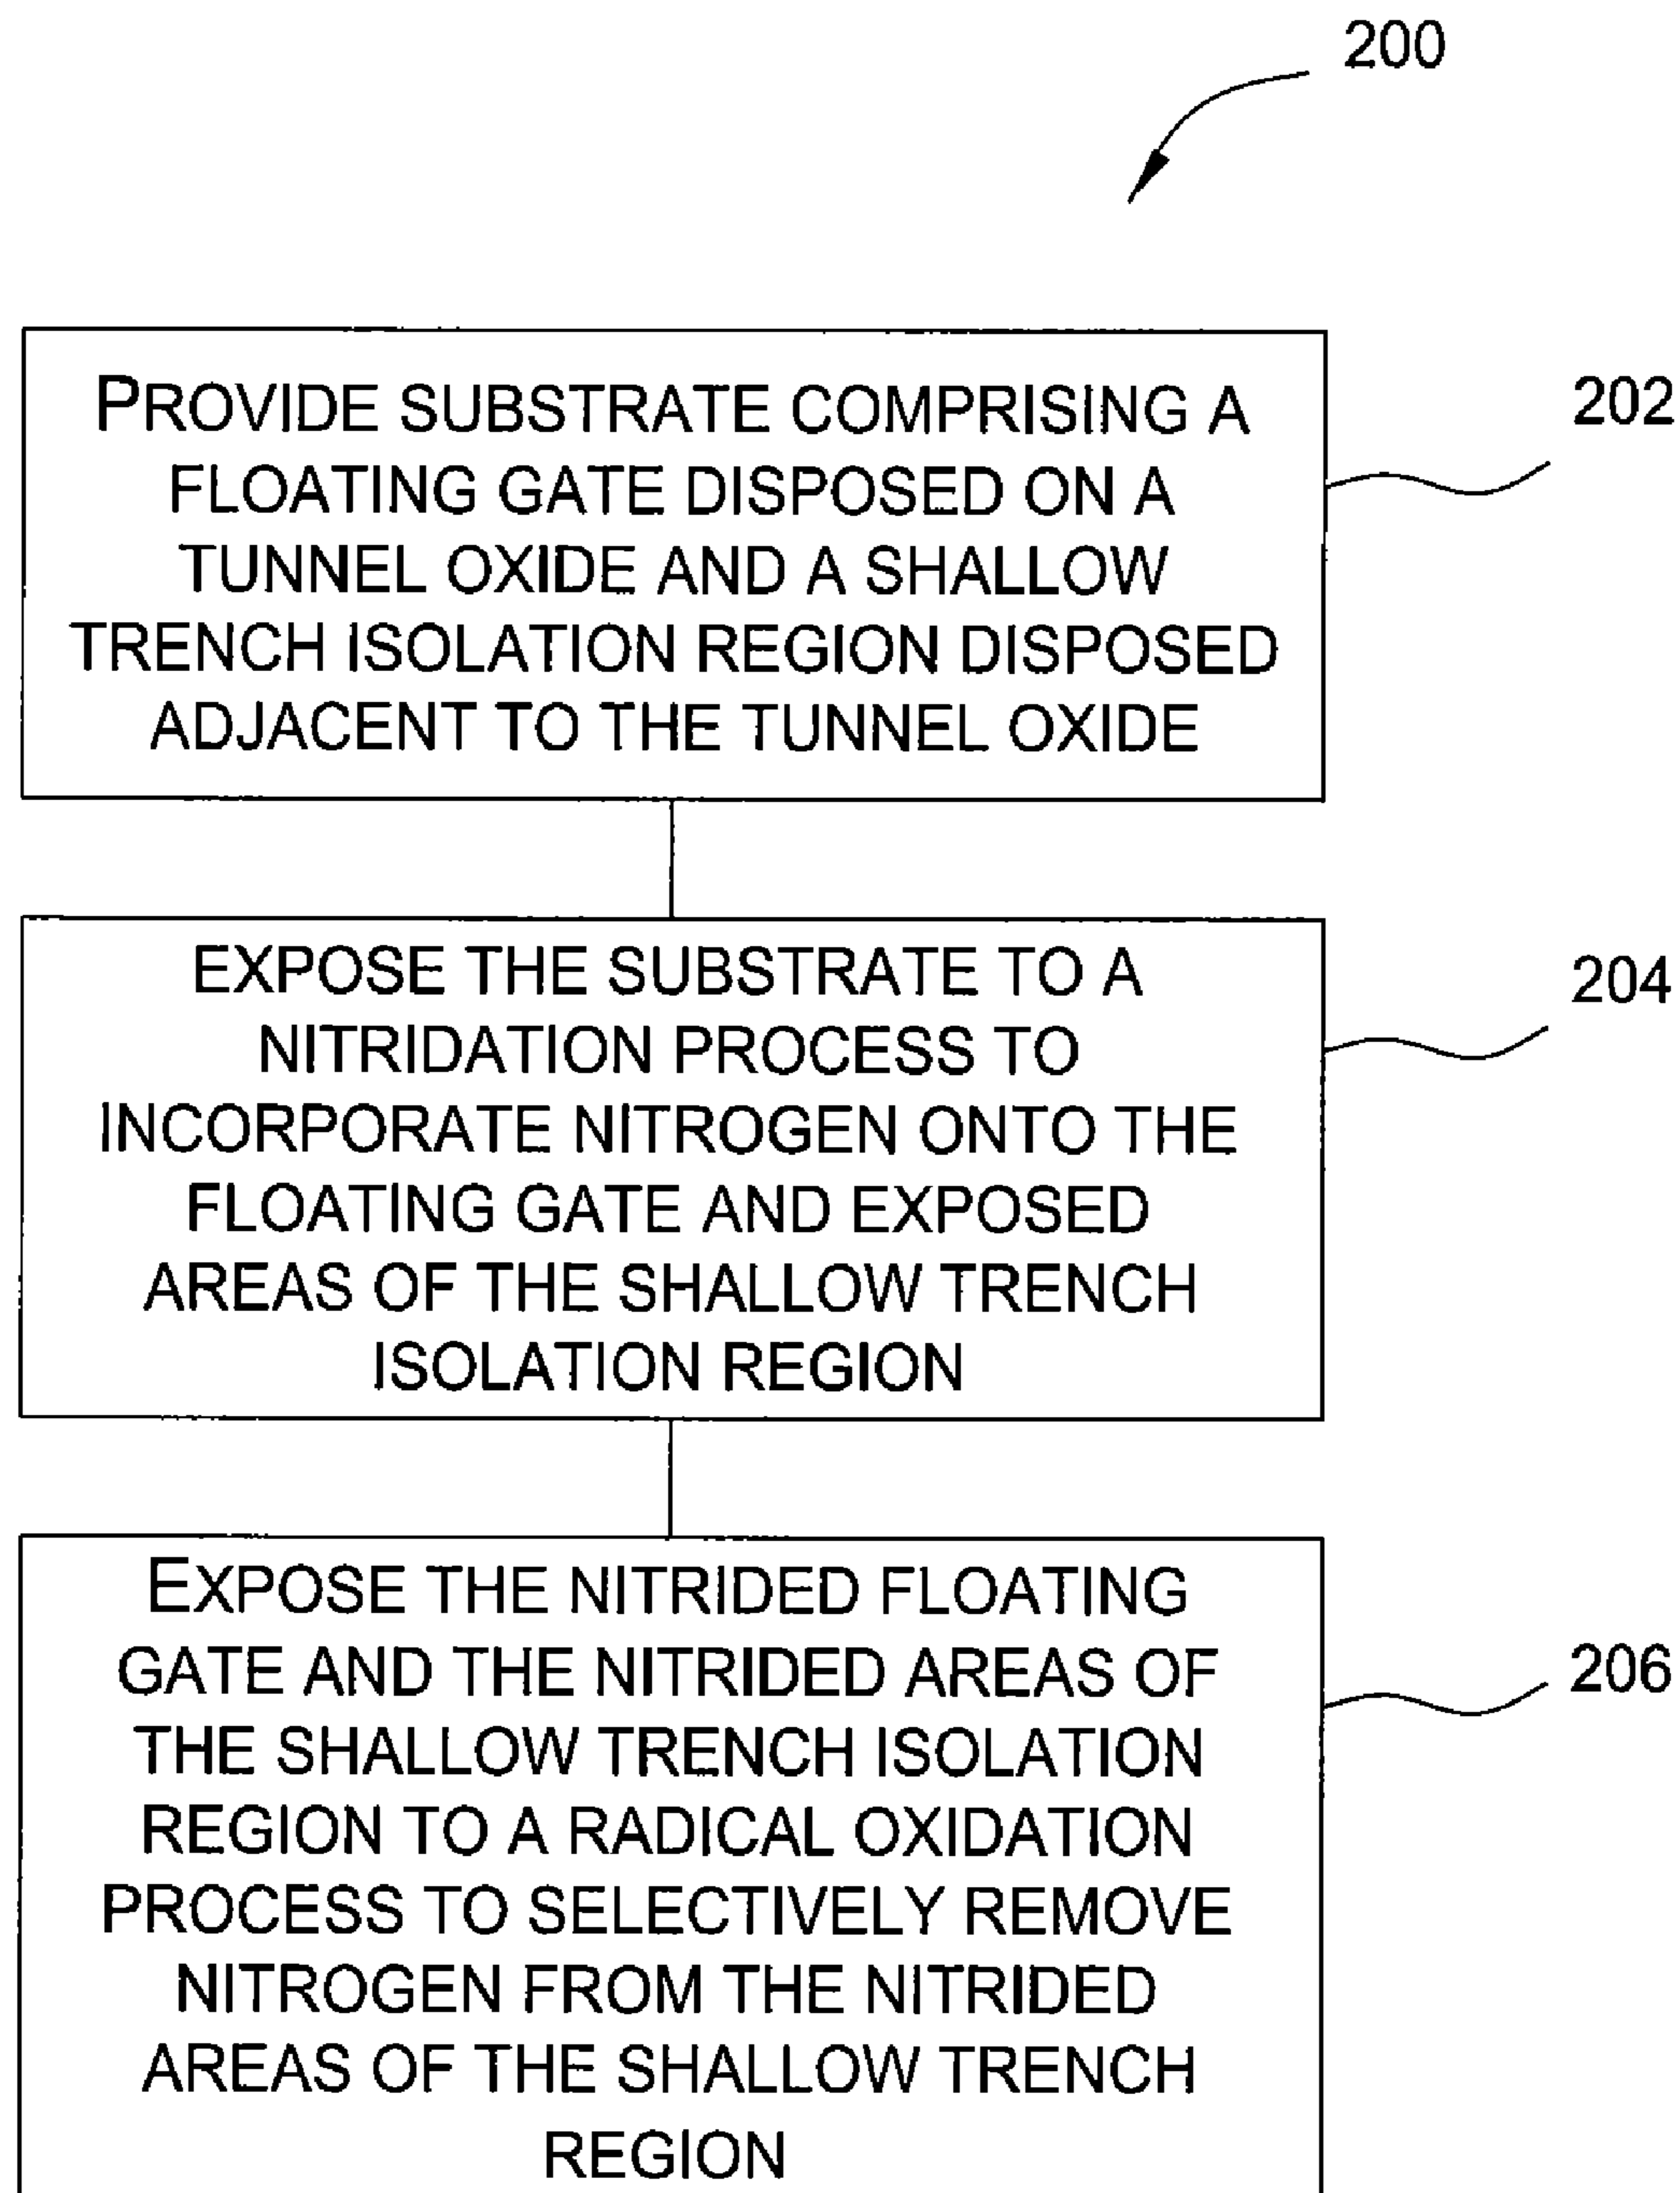 200
PROVIDE SUBSTRATE COMPRISING A
FLOATING GATE DISPOSED ON A
TUNNEL OXIDE AND A SHALLOW
TRENCH ISOLATION REGION DISPOSED
ADJACENT TO THE TUNNEL OXIDE
202
EXPOSE THE SUBSTRATE TO A
NITRIDATION PROCESS TO
INCORPORATE NITROGEN ONTO THE
FLOATING GATE AND EXPOSED
AREAS OF THE SHALLOW TRENCH
ISOLATION REGION
204
EXPOSE THE NITRIDED FLOATING
GATE AND THE NITRIDED AREAS OF
THE SHALLOW TRENCH ISOLATION
REGION TO A RADICAL OXIDATION
PROCESS TO SELECTIVELY REMOVE
NITROGEN FROM THE NITRIDED
AREAS OF THE SHALLOW TRENCH
REGION
206